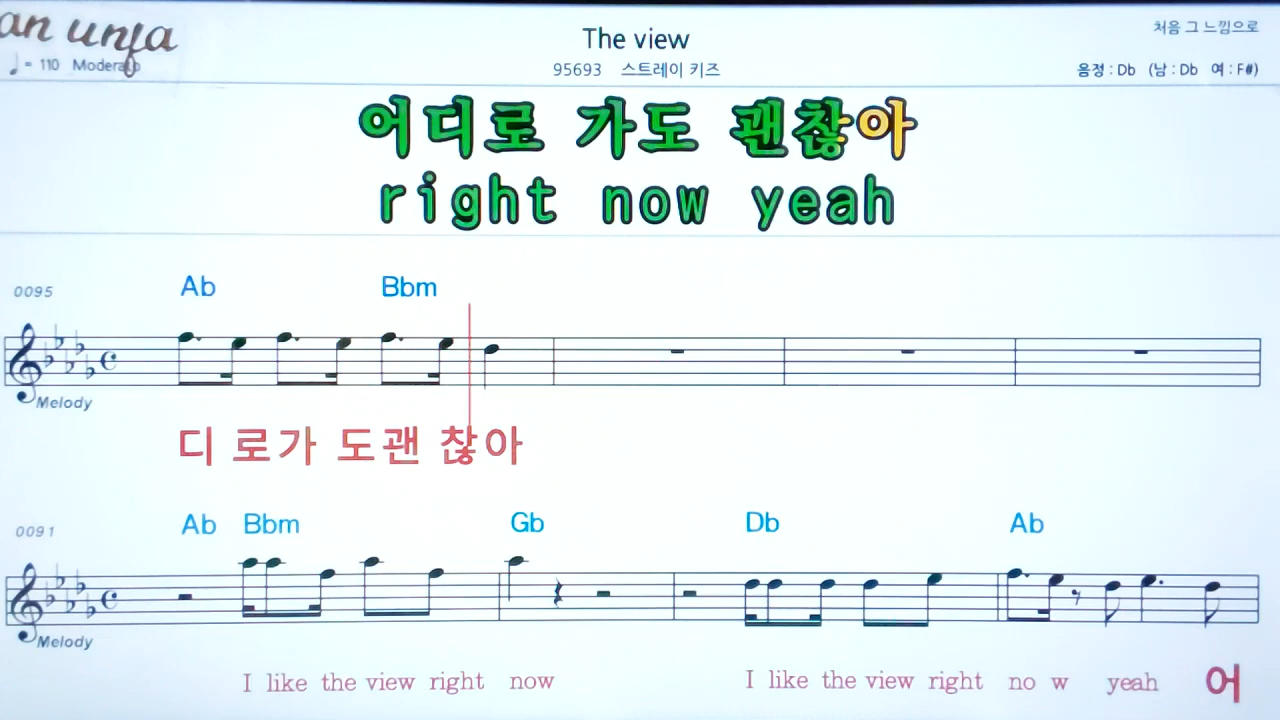 an unfa
♩= 110 Moderato
The view
95693 스트레이 키즈
처음 그 느낌으로
음정 : Db (남 : Db 여 : F#)
어디로 가도 괜찮아
right now yeah
0095
Ab Bbm
Melody
디 로가 도괜 찮아
0091
Ab Bbm Gb Db Ab
Melody
I like the view right now I like the view right no w yeah 어